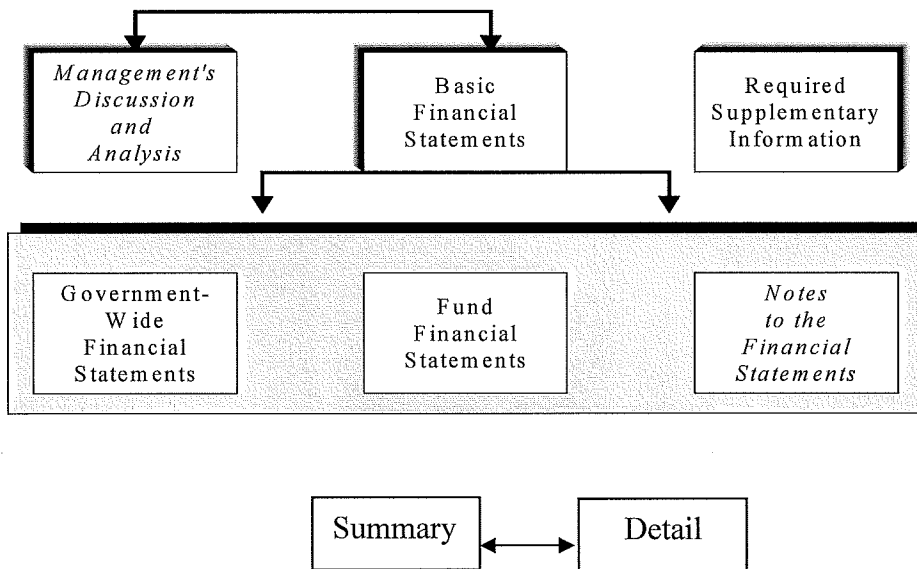 Management's
Discussion
and
Analysis
Basic
Financial
Statements
Required
Supplementary
Information
Government-
Wide
Financial
Statements
Fund
Financial
Statements
Notes
to the
Financial
Statements
Summary
Detail